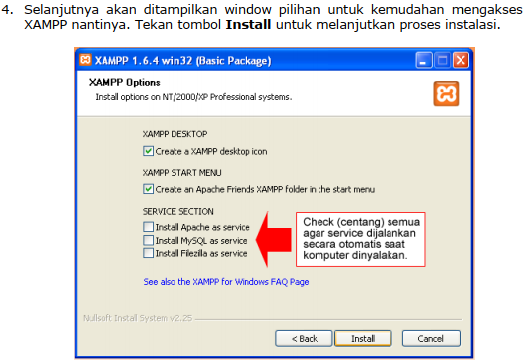 4. Selanjutnya akan ditampilkan window pilihan untuk kemudahan mengakses
XAMPP nantinya. Tekan tombol Install untuk melanjutkan proses instalasi.
XAMPP 1.6.4 win32 (Basic Package)
XAMPP Options
Install options on NT/2000/XP Professional systems.
XAMPP DESKTOP
Create a XAMPP desktop icon
XAMPP START MENU
Create an Apache Friends XAMPP folder in the start menu
SERVICE SECTION
Install Apache as service
Install MySQL as service
Install Filezilla as service
Check (centang) semua
agar service dijalankan
secara otomatis saat
komputer dinyalakan.
See also the XAMPP for Windows FAQ Page
Nullsoft Install System v2.25
< Back
Install
Cancel